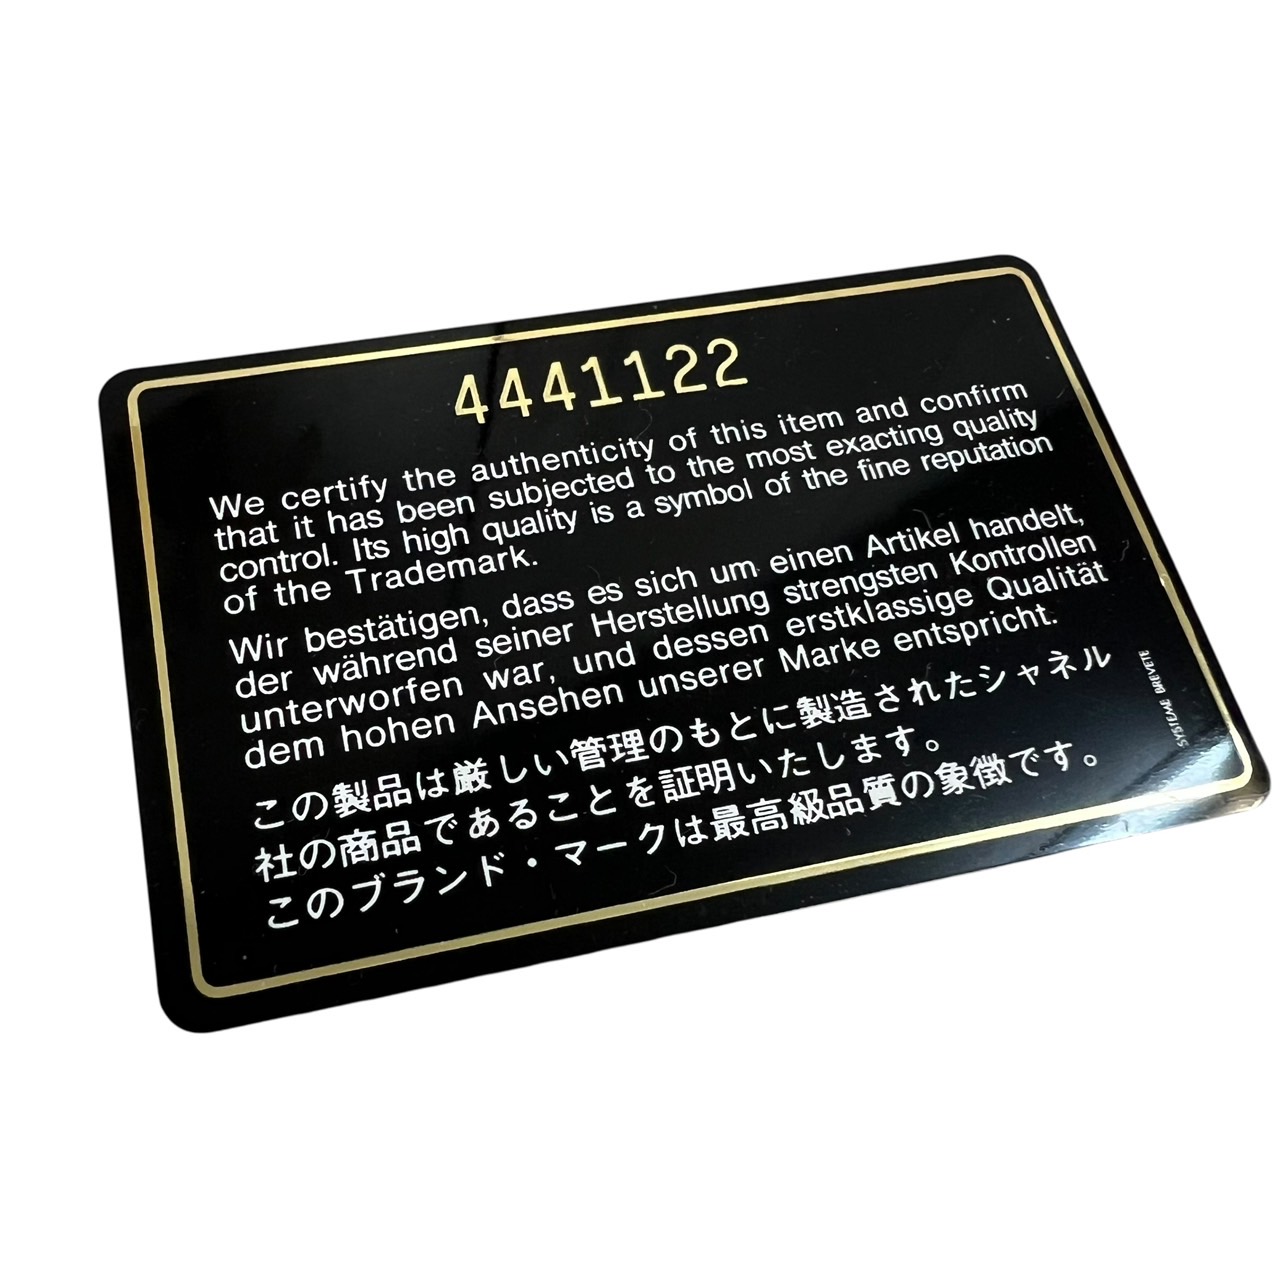 4441122
We certify the authenticity of this item and confirm
that it has been subjected to the most exacting quality
control. Its high quality is a symbol of the fine reputation
of the Trademark.
Wir bestätigen, dass es sich um einen Artikel handelt,
der während seiner Herstellung strengsten Kontrollen
unterworfen war, und dessen erstklassige Qualität
dem hohen Ansehen unserer Marke entspricht.
この製品は厳しい管理のもとに製造されたシャネル
社の商品であることを証明いたします。
このブランド・マークは最高級品質の象徴です。
SYSTEME BREVETE